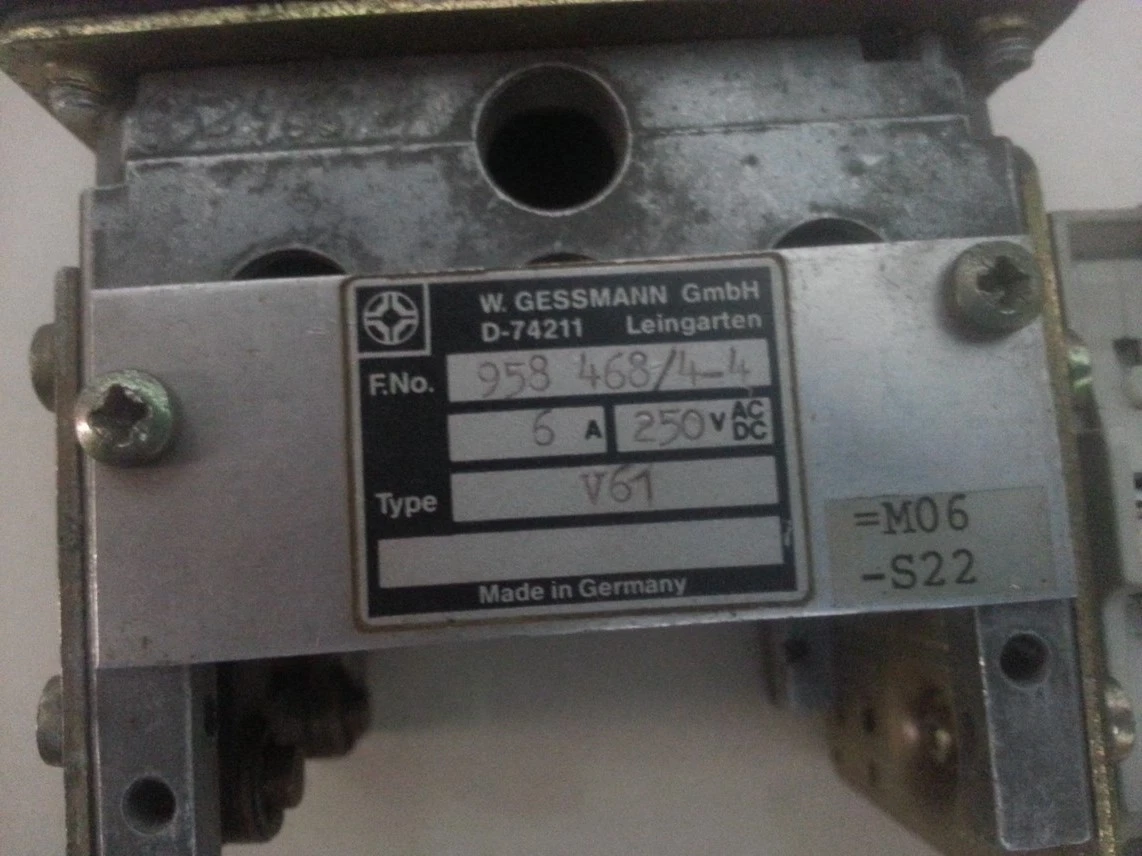 W. GESSMANN GmbH
D-74211 Leingarten
F.No. 958 468/4-4
6 A 250 V AC DC
Type V61
Made in Germany
=M06
-S22